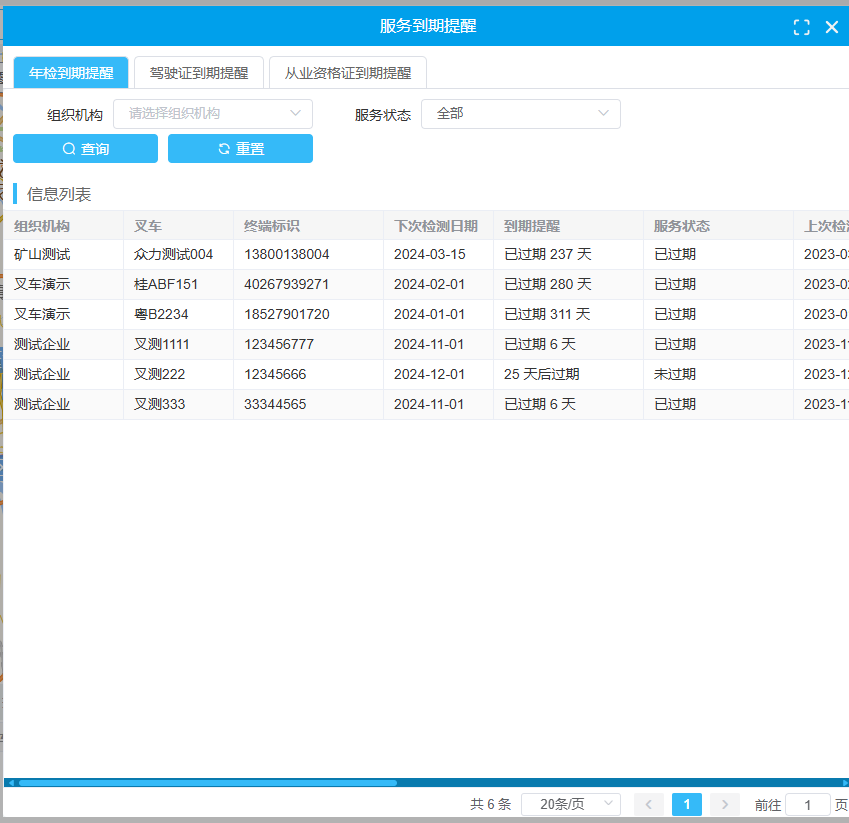 服务到期提醒
年检到期提醒 驾驶证到期提醒 从业资格证到期提醒
组织机构 请选择组织机构 服务状态 全部
查询 重置
信息列表
组织机构 叉车 终端标识 下次检测日期 到期提醒 服务状态 上次检
矿山测试 众力测试004 13800138004 2024-03-15 已过期 237 天 已过期 2023-0
叉车演示 桂ABF151 40267939271 2024-02-01 已过期 280 天 已过期 2023-0
叉车演示 粤B2234 18527901720 2024-01-01 已过期 311 天 已过期 2023-0
测试企业 叉测1111 123456777 2024-11-01 已过期 6 天 已过期 2023-1
测试企业 叉测222 12345666 2024-12-01 25 天后过期 未过期 2023-1
测试企业 叉测333 33344565 2024-11-01 已过期 6 天 已过期 2023-1
共 6 条 20条/页 1 前往 1 页